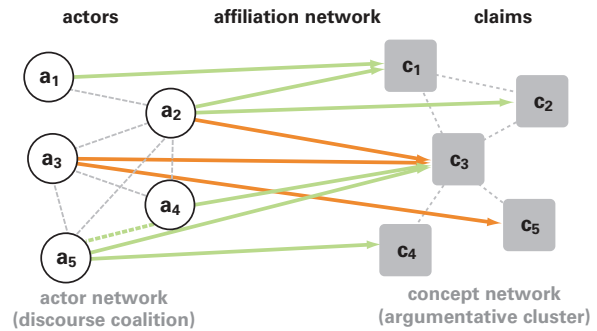 actors affiliation network claims
a1
c1
a2
c2
a3
c3
a4
c5
a5
c4
actor network
(discourse coalition)
concept network
(argumentative cluster)